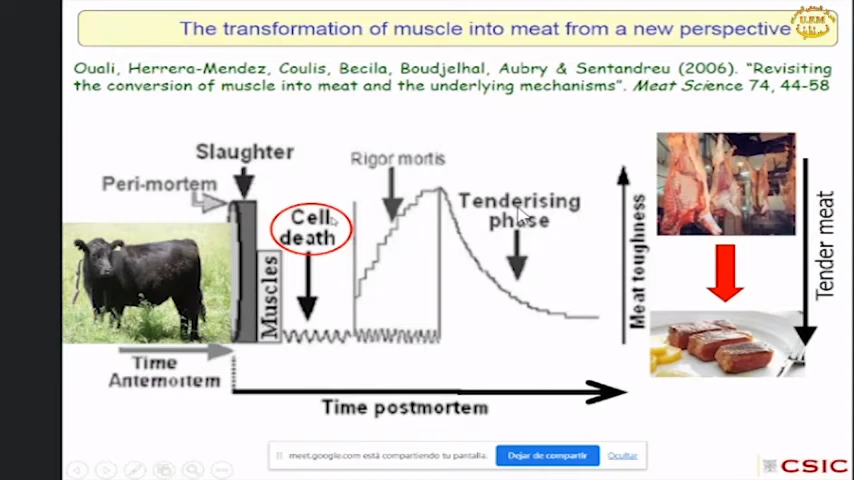 The transformation of muscle into meat from a new perspective
Ouali, Herrera-Mendez, Coulis, Becila, Boudjelhal, Aubry & Sentandreu (2006). “Revisiting
the conversion of muscle into meat and the underlying mechanisms”. Meat Science 74, 44-58
Slaughter
Peri-mortem
Rigor mortis
Cell
death
Tenderising
phase
Muscles
Meat toughness
Tender meat
Time
Antemortem
Time postmortem
meet.google.com está compartiendo tu pantalla.
Dejar de compartir
Ocultar
CSIC